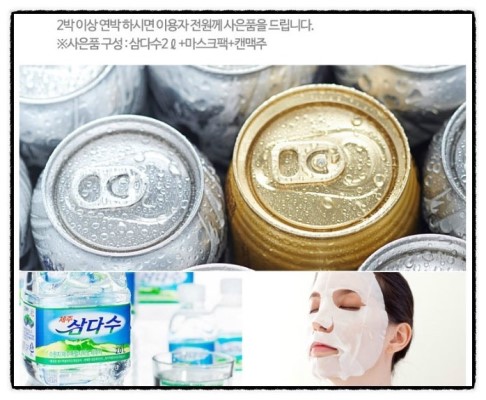 2박 이상 연박 하시면 이용자 전원께 사은품을 드립니다.
※사은품 구성 : 삼다수2ℓ+마스크팩+캔맥주
제주
삼다수
2.0L